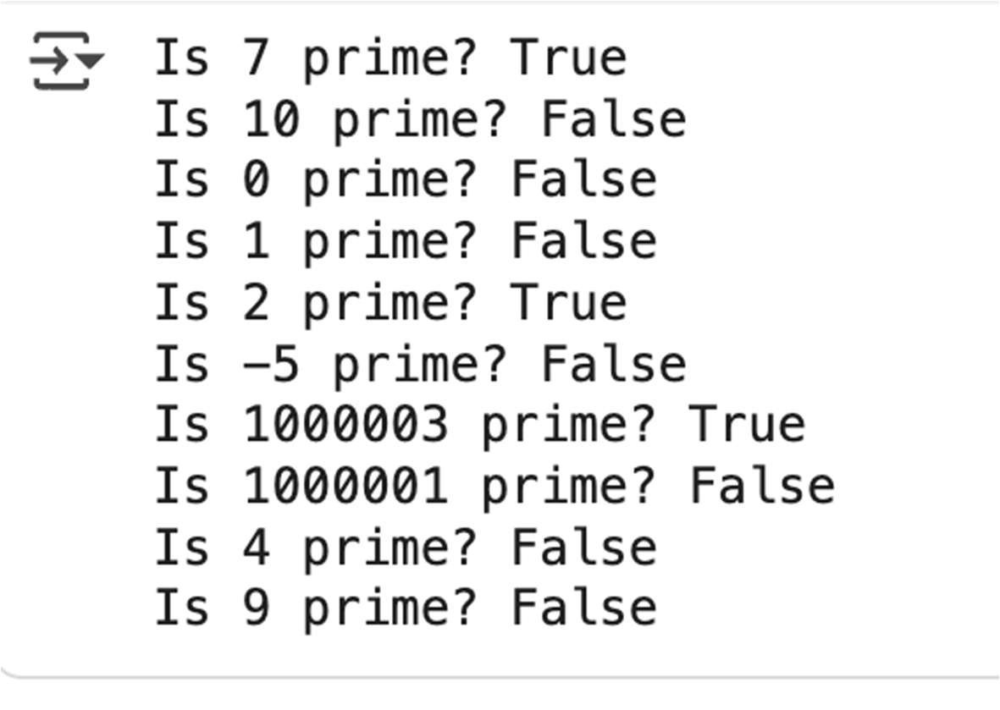 Is 7 prime? True
Is 10 prime? False
Is 0 prime? False
Is 1 prime? False
Is 2 prime? True
Is -5 prime? False
Is 1000003 prime? True
Is 1000001 prime? False
Is 4 prime? False
Is 9 prime? False